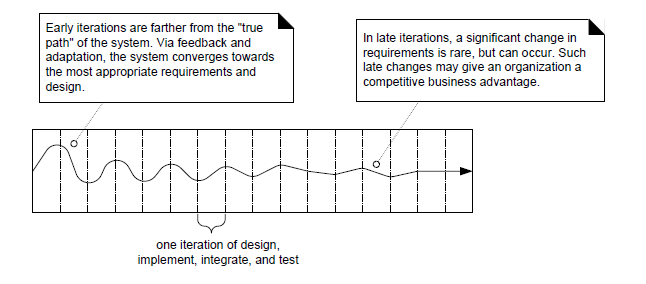 Early iterations are farther from the "true
path" of the system. Via feedback and
adaptation, the system converges towards
the most appropriate requirements and
design.
In late iterations, a significant change in
requirements is rare, but can occur. Such
late changes may give an organization a
competitive business advantage.
one iteration of design,
implement, integrate, and test